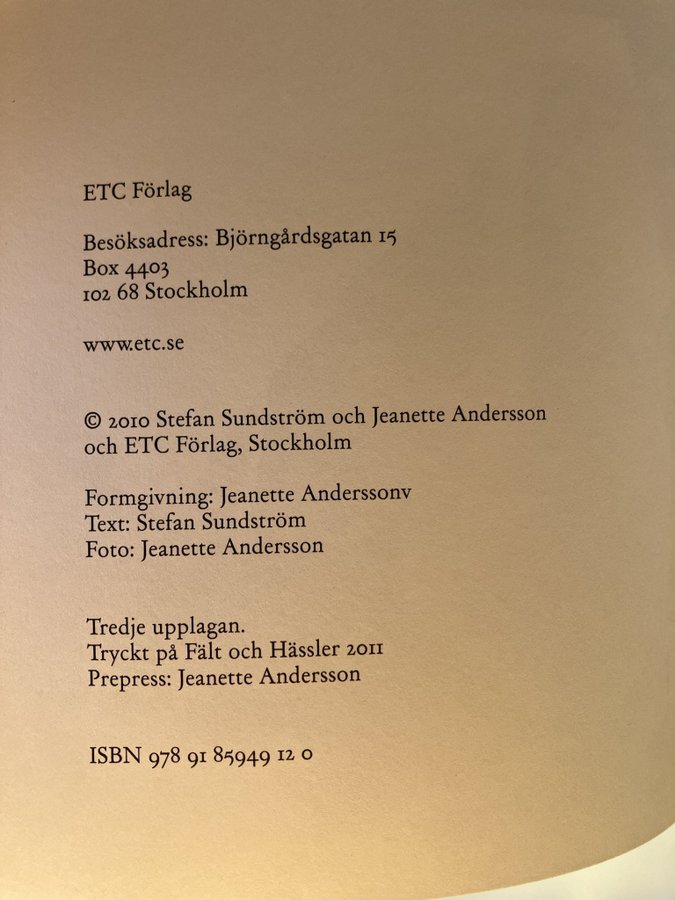 ETC Förlag
Besöksadress: Björngårdsgatan 15
Box 4403
102 68 Stockholm
www.etc.se
© 2010 Stefan Sundström och Jeanette Andersson
och ETC Förlag, Stockholm
Formgivning: Jeanette Anderssonv
Text: Stefan Sundström
Foto: Jeanette Andersson
Tredje upplagan.
Tryckt på Fält och Hässler 2011
Prepress: Jeanette Andersson
ISBN 978 91 85949 12 0